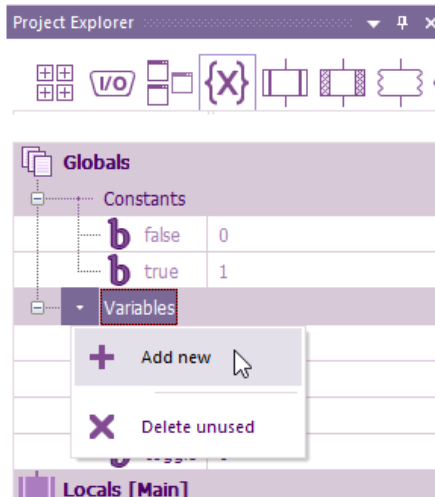 Project Explorer
I/O
{X}
Globals
Constants
b false 0
b true 1
Variables
Add new
Delete unused
Locals [Main]